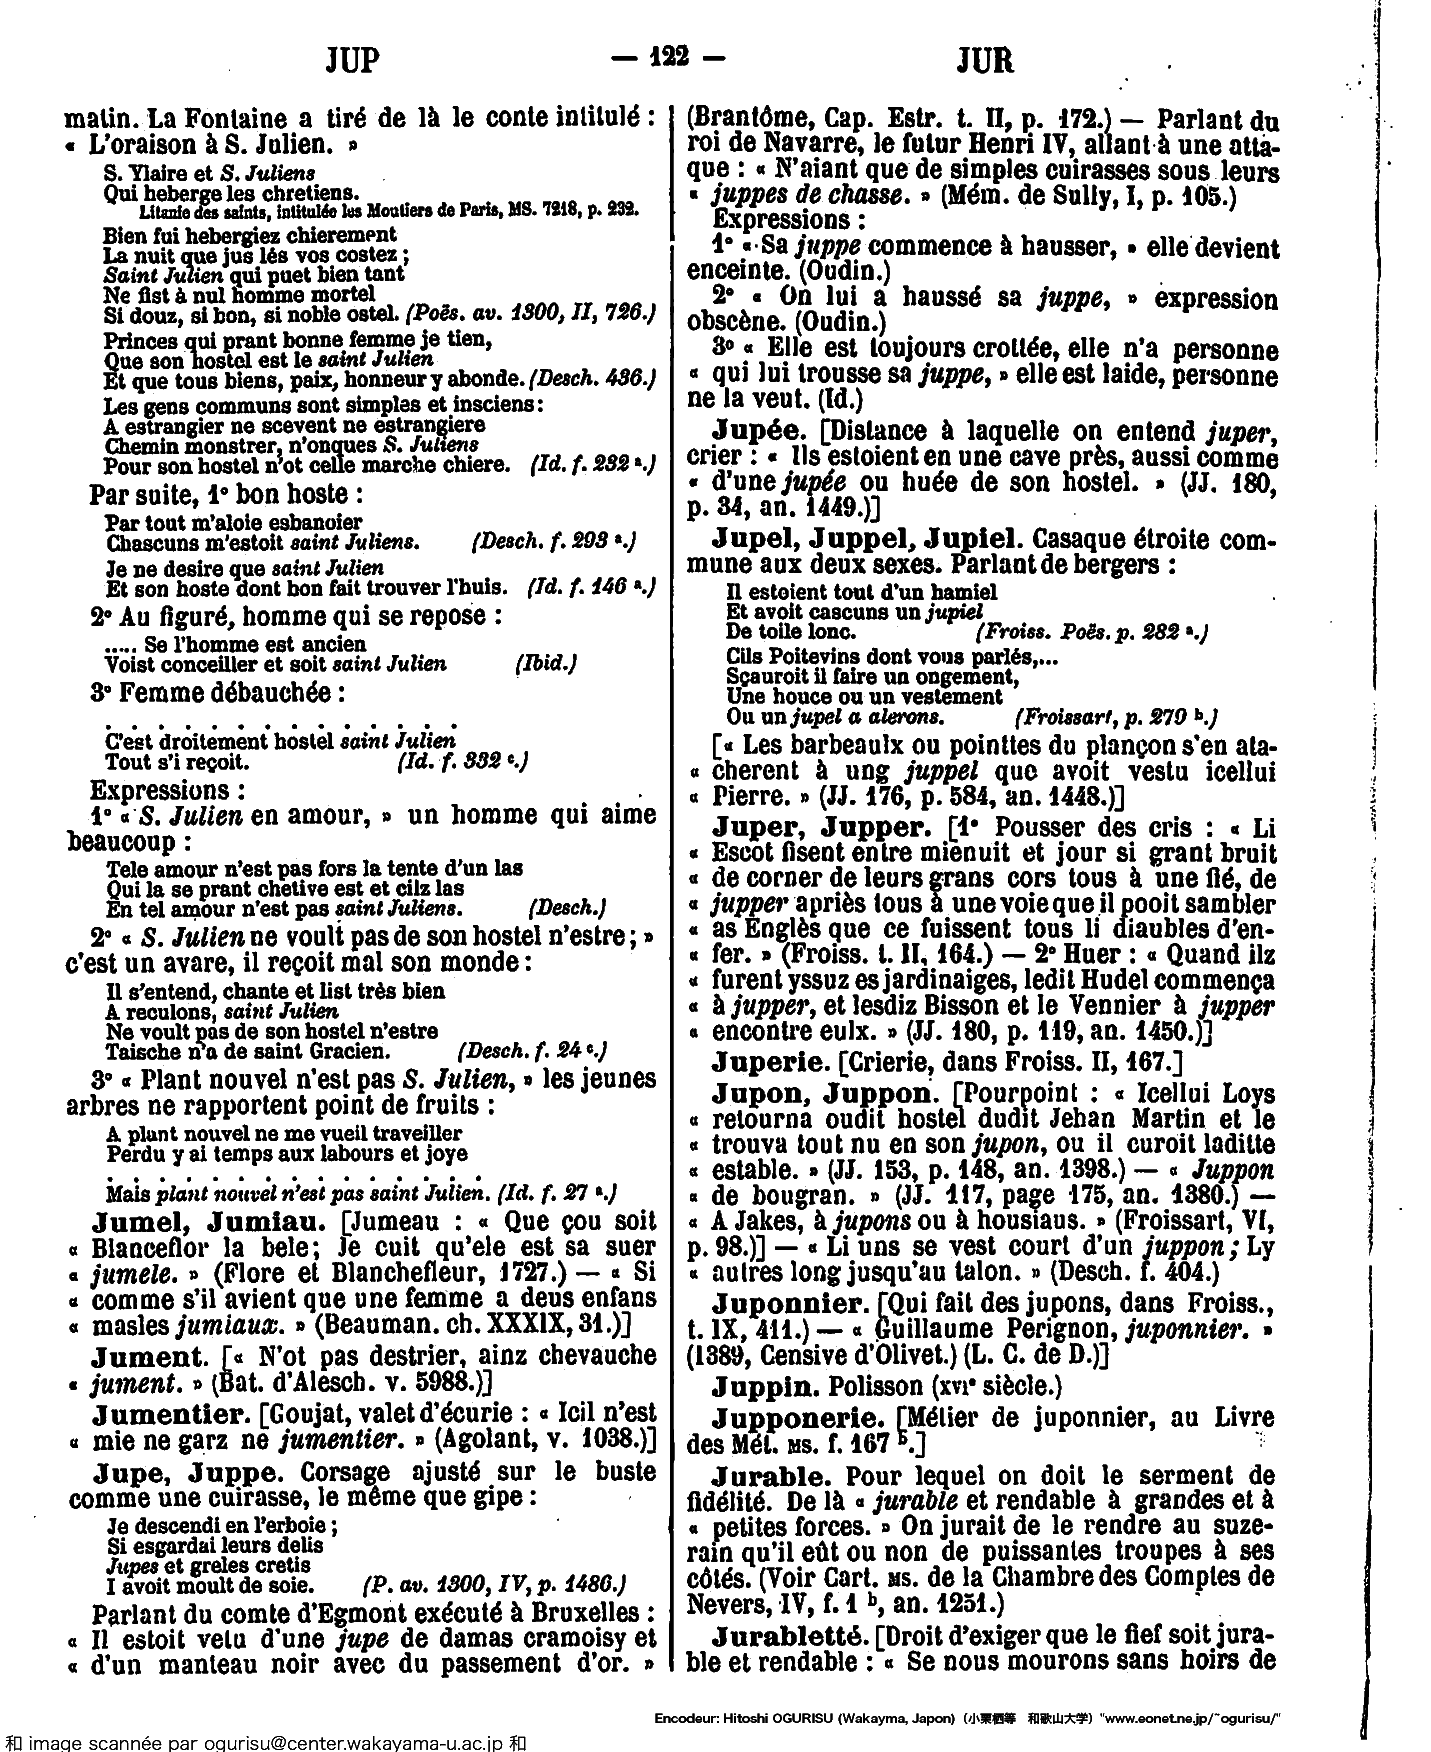 JUP — 122 — JUR
matin. La Fontaine a tiré de là le conte intitulé :
« L'oraison à S. Julien. »
S. Ylaire et S. Juliens
Qui heberge les chretiens.
Litanie des saints, intitulée les Moutiers de Paris, MS. 7218, p. 232.
Bien fui hebergiez chierement
La nuit que jus lés vos costez ;
Saint Julien qui puet bien tant
Ne fist à nul homme mortel
Si douz, si bon, si noble ostel. (Poës. av. 1300, II, 726.)
Princes qui prant bonne femme je tien,
Que son hostel est le saint Julien
Et que tous biens, paix, honneur y abonde. (Desch. 436.)
Les gens communs sont simples et insciens :
A estrangier ne scevent ne estrangiere
Chemin monstrer, n'onques S. Juliens
Pour son hostel n'ot celle marche chiere. (Id. f. 232 a.)
Par suite, 1° bon hoste :
Par tout m'aloie esbanoier
Chascuns m'estoit saint Juliens. (Desch. f. 293 a.)
Je ne desire que saint Julien
Et son hoste dont bon fait trouver l'huis. (Id. f. 146 a.)
2° Au figuré, homme qui se repose :
..... Se l'homme est ancien
Voist conceiller et soit saint Julien (Ibid.)
3° Femme débauchée :
. . . . . . . . . . . . . .
C'est droitement hostel saint Julien
Tout s'i reçoit. (Id. f. 332 c.)
Expressions :
1° « S. Julien en amour, » un homme qui aime
beaucoup :
Tele amour n'est pas fors la tente d'un las
Qui la se prant chetive est et cilz las
En tel amour n'est pas saint Juliens. (Desch.)
2° « S. Julien ne voult pas de son hostel n'estre ; »
c'est un avare, il reçoit mal son monde :
Il s'entend, chante et list très bien
A reculons, saint Julien
Ne voult pas de son hostel n'estre
Taische n'a de saint Gracien. (Desch. f. 24 c.)
3° « Plant nouvel n'est pas S. Julien, » les jeunes
arbres ne rapportent point de fruits :
A plant nouvel ne me vueil traveiller
Perdu y ai temps aux labours et joye
. . . . . . . . . . . . . . .
Mais plant nouvel n'est pas saint Julien. (Id. f. 27 a.)
Jumel, Jumiau. [Jumeau : « Que çou soit
« Blanceflor la bele ; Je cuit qu'ele est sa suer
« jumele. » (Flore et Blanchefleur, 1727.) — « Si
« comme s'il avient que une femme a deus enfans
« masles jumiaux. » (Beauman. ch. XXXIX, 31.)]
Jument. [« N'ot pas destrier, ainz chevauche
« jument. » (Bat. d'Alesch. v. 5988.)]
Jumentier. [Goujat, valet d'écurie : « Icil n'est
« mie ne garz ne jumentier. » (Agolant, v. 1038.)]
Jupe, Juppe. Corsage ajusté sur le buste
comme une cuirasse, le même que gipe :
Je descendi en l'erboie ;
Si esgardai leurs delis
Jupes et greles cretis
I avoit moult de soie. (P. av. 1300, IV, p. 1486.)
Parlant du comte d'Egmont exécuté à Bruxelles :
« Il estoit vetu d'une jupe de damas cramoisy et
« d'un manteau noir avec du passement d'or. »
(Brantôme, Cap. Estr. t. II, p. 172.) — Parlant du
roi de Navarre, le futur Henri IV, allant à une atta-
que : « N'aiant que de simples cuirasses sous leurs
« juppes de chasse. » (Mém. de Sully, I, p. 105.)
Expressions :
1° « Sa juppe commence à hausser, » elle devient
enceinte. (Oudin.)
2° « On lui a haussé sa juppe, » expression
obscène. (Oudin.)
3° « Elle est toujours crottée, elle n'a personne
« qui lui trousse sa juppe, » elle est laide, personne
ne la veut. (Id.)
Jupée. [Distance à laquelle on entend juper,
crier : « Ils estoient en une cave près, aussi comme
« d'une jupée ou huée de son hostel. » (JJ. 180,
p. 34, an. 1449.)]
Jupel, Juppel, Jupiel. Casaque étroite com-
mune aux deux sexes. Parlant de bergers :
Il estoient tout d'un hamiel
Et avoit cascuns un jupiel
De toile lonc. (Froiss. Poës. p. 282 a.)
Cils Poitevins dont vous parlés,...
Sçauroit il faire un ongement,
Une houce ou un vestement
Ou un jupel a alerons. (Froissart, p. 279 b.)
[« Les barbeaulx ou pointtes du plançon s'en ata-
« cherent à ung juppel que avoit vestu icellui
« Pierre. » (JJ. 176, p. 584, an. 1448.)]
Juper, Jupper. [1° Pousser des cris : « Li
« Escot fisent entre mienuit et jour si grant bruit
« de corner de leurs grans cors tous à une fié, de
« jupper apriès tous à une voie que il pooit sambler
« as Englès que ce fuissent tous li diaubles d'en-
« fer. » (Froiss. t. II, 164.) — 2° Huer : « Quand ilz
« furent yssuz es jardinaiges, ledit Hudel commença
« à jupper, et lesdiz Bisson et le Vennier à jupper
« encontre eulx. » (JJ. 180, p. 119, an. 1450.)]
Juperie. [Crierie, dans Froiss. II, 167.]
Jupon, Juppon. [Pourpoint : « Icellui Loys
« retourna oudit hostel dudit Jehan Martin et le
« trouva tout nu en son jupon, ou il curoit laditte
« estable. » (JJ. 153, p. 148, an. 1398.) — « Juppon
« de bougran. » (JJ. 117, page 175, an. 1380.) —
« A Jakes, à jupons ou à housiaus. » (Froissart, VI,
p. 98.)] — « Li uns se vest court d'un juppon ; Ly
« autres long jusqu'au talon. » (Desch. f. 404.)
Juponnier. [Qui fait des jupons, dans Froiss.,
t. IX, 411.) — « Guillaume Perignon, juponnier. »
(1389, Censive d'Olivet.) (L. C. de D.)]
Juppin. Polisson (XVIe siècle.)
Jupponerie. [Métier de juponnier, au Livre
des Mét. MS. f. 167 b.]
Jurable. Pour lequel on doit le serment de
fidélité. De là « jurable et rendable à grandes et à
« petites forces. » On jurait de le rendre au suze-
rain qu'il eût ou non de puissantes troupes à ses
côtés. (Voir Cart. MS. de la Chambre des Comptes de
Nevers, IV, f. 1 b, an. 1251.)
Jurabletté. [Droit d'exiger que le fief soit jura-
ble et rendable : « Se nous mourons sans hoirs de
Encodeur: Hitoshi OGURISU (Wakayma, Japon) (小栗栖等 和歌山大学) "www.eonet.ne.jp/~ogurisu/"
和 image scannée par ogurisu@center.wakayama-u.ac.jp 和